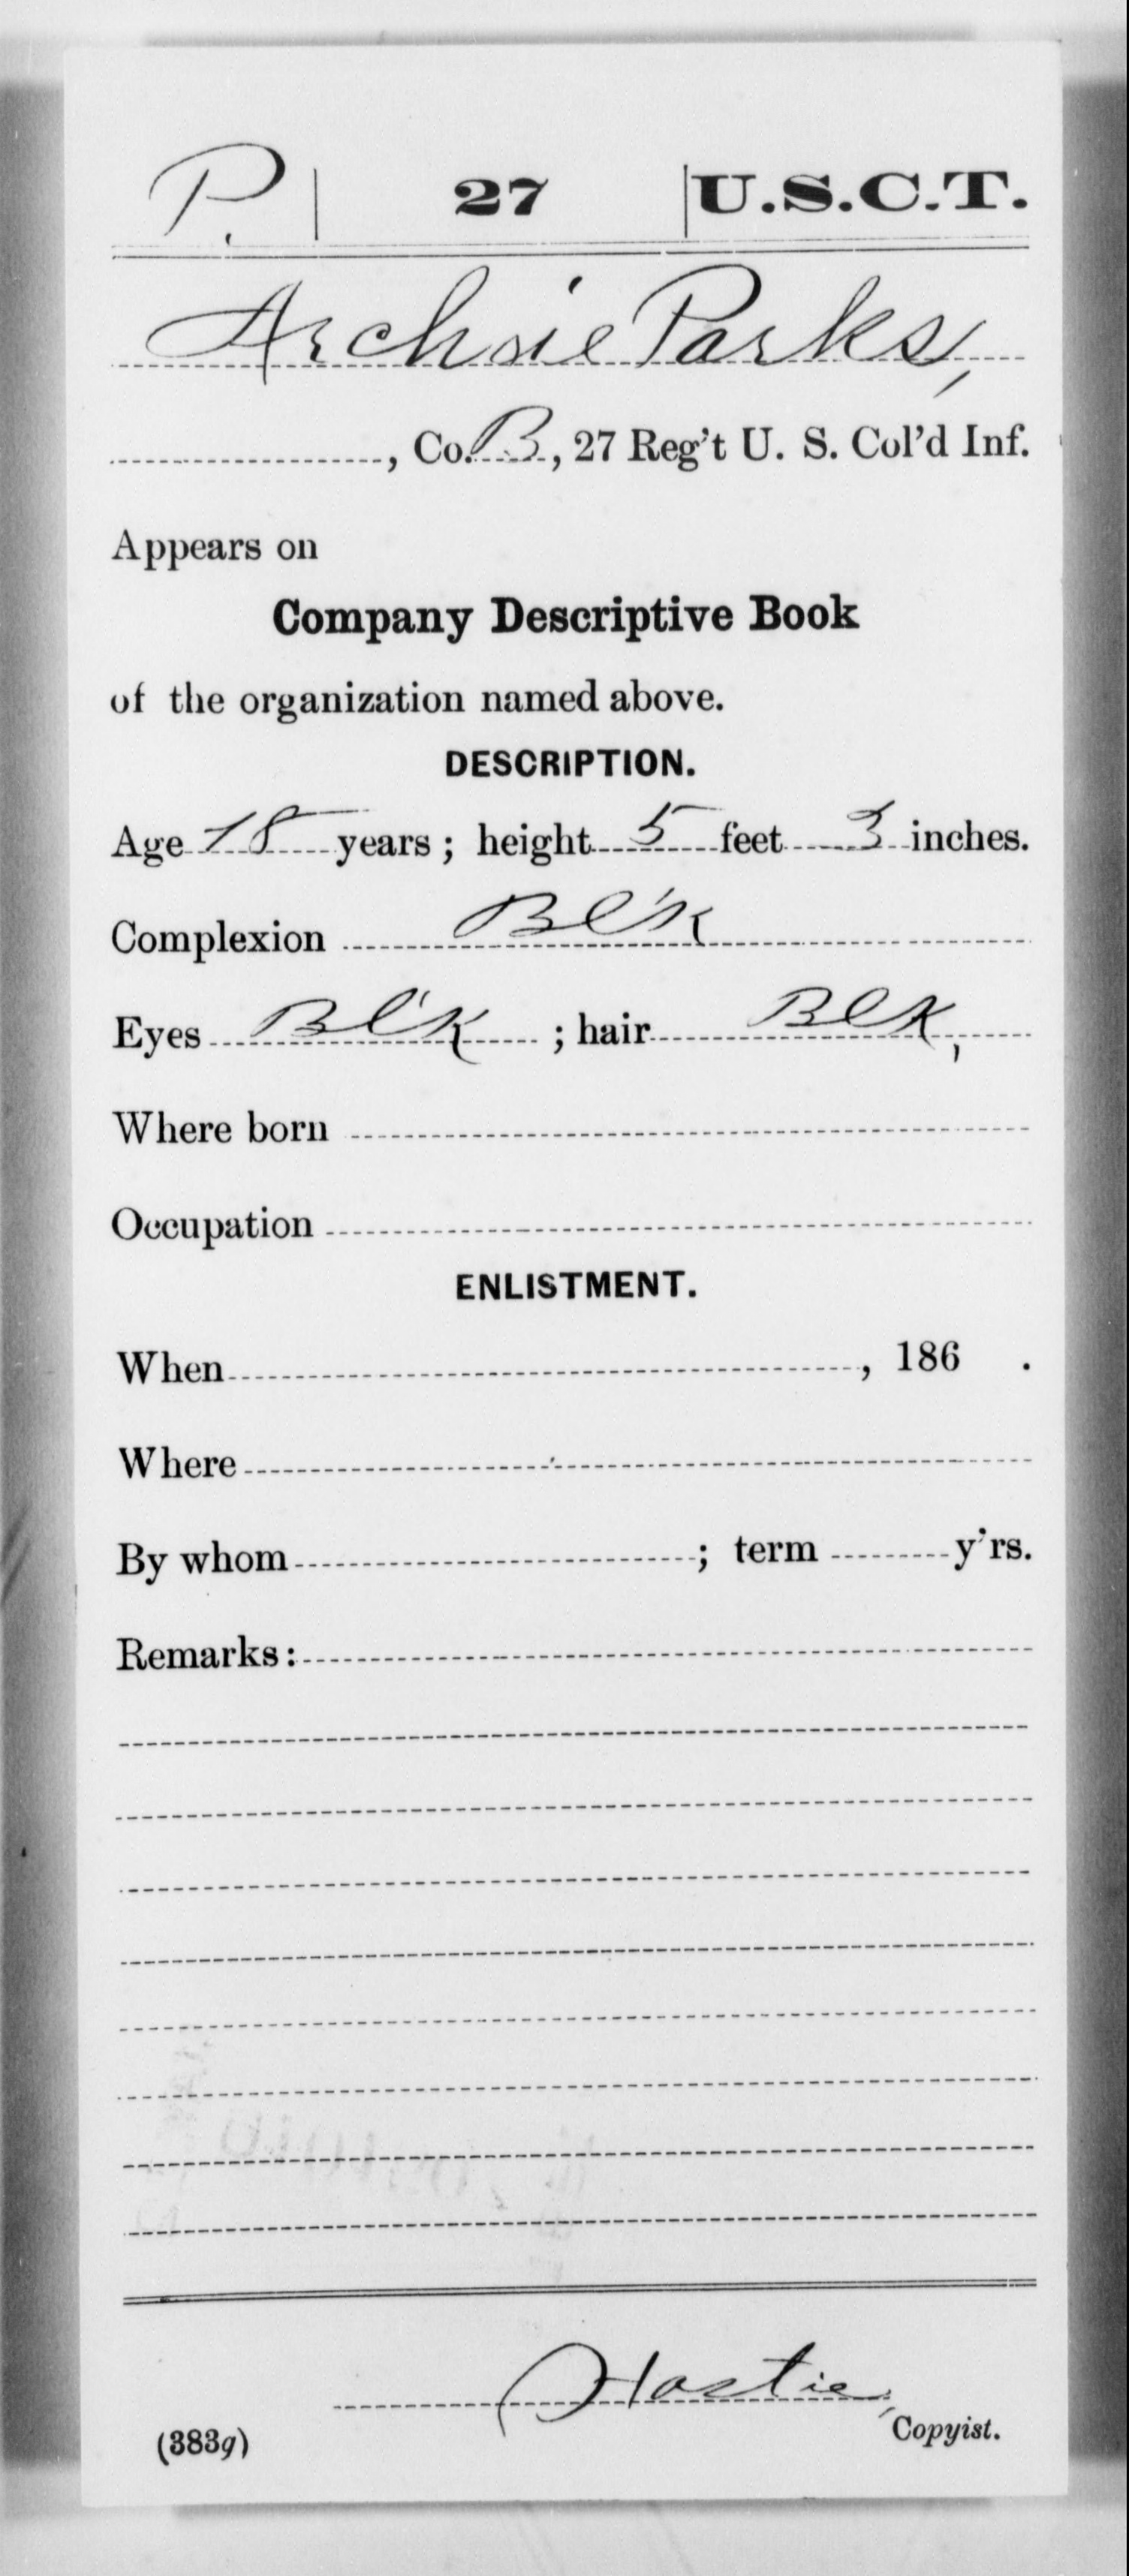 P. 27 U.S.C.T.
Archie Parks,
, Co. B, 27 Reg't U. S. Col'd Inf.
Appears on
Company Descriptive Book
of the organization named above.
DESCRIPTION.
Age 18 years; height 5 feet 3 inches.
Complexion Bl'k
Eyes Bl'k ; hair Blk,
Where born
Occupation
ENLISTMENT.
When , 186 .
Where
By whom ; term y'rs.
Remarks:
Hastie,
(383g) Copyist.